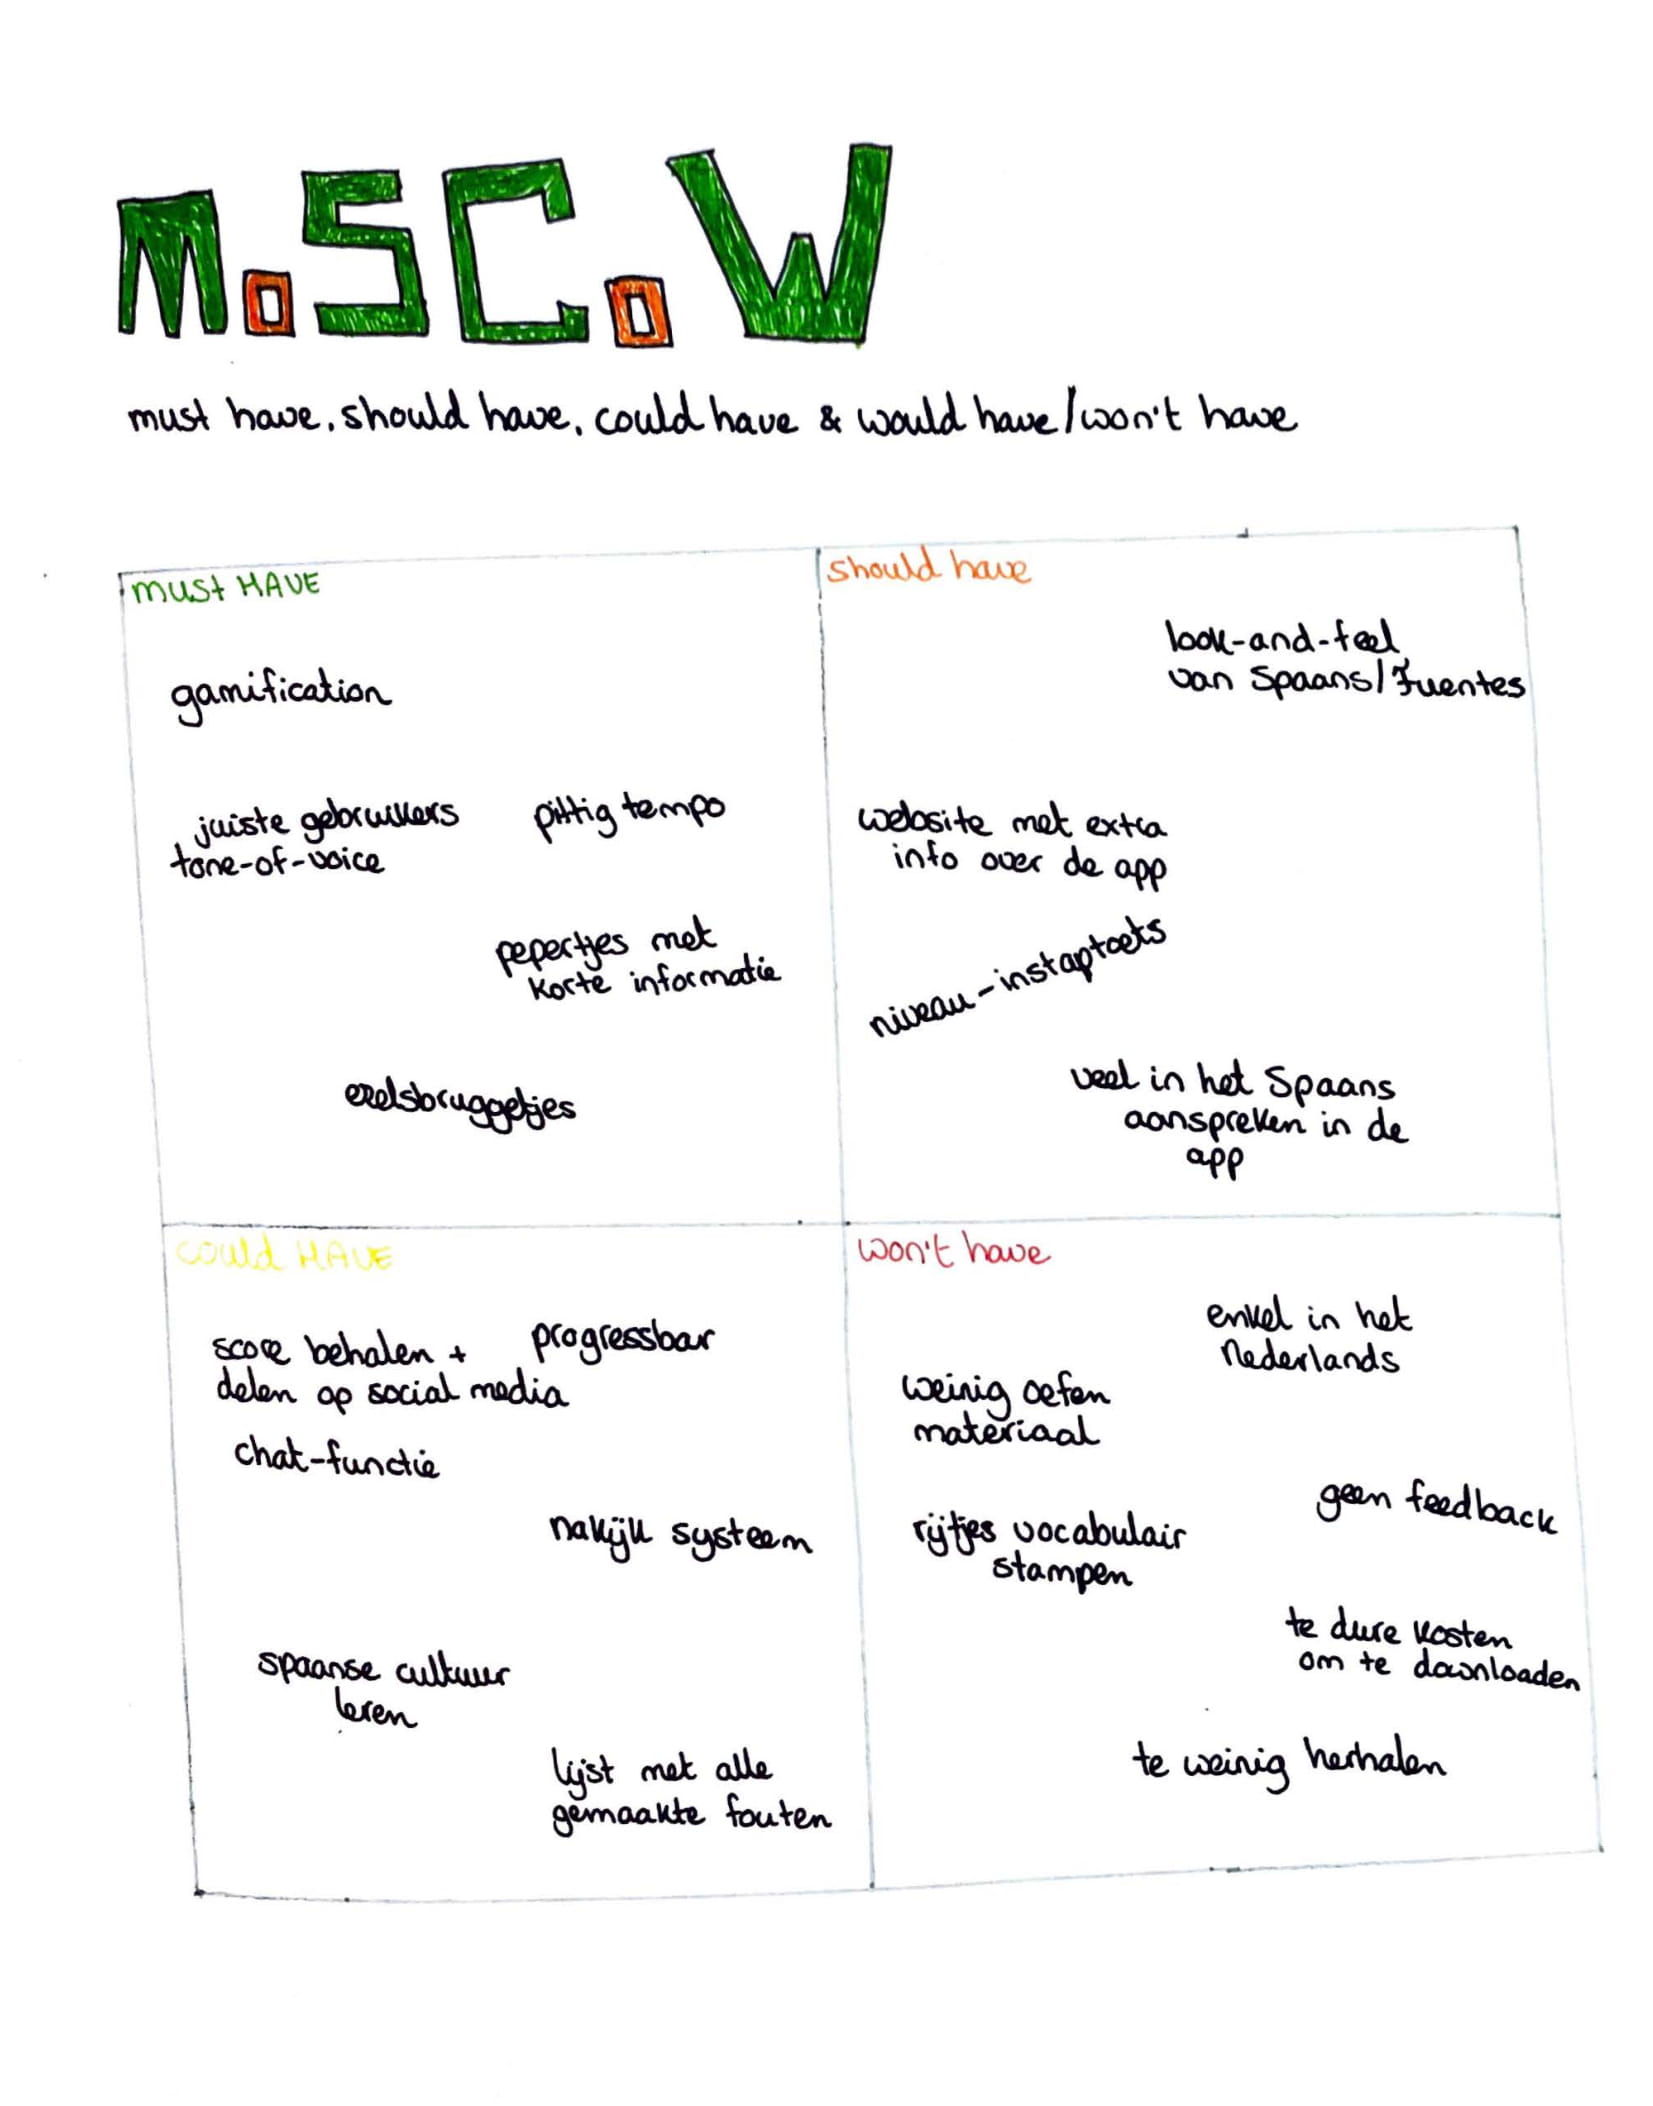 MoSCoW
must have, should have, could have & would have/won't have
must HAVE
gamification
juiste gebruikers
tone-of-voice
pittig tempo
pepertjes met
korte informatie
ezelsbruggetjes
should have
look-and-feel
van Spaans/Fuentes
website met extra
info over de app
niveau-instaptoets
veel in het Spaans
aanspreken in de
app
could HAVE
score behalen +
delen op social media
progressbar
chat-functie
nakijk systeem
spaanse cultuur
leren
lijst met alle
gemaakte fouten
won't have
enkel in het
Nederlands
weinig oefen
materiaal
geen feedback
rijtjes vocabulair
stampen
te dure kosten
om te downloaden
te weinig herhalen